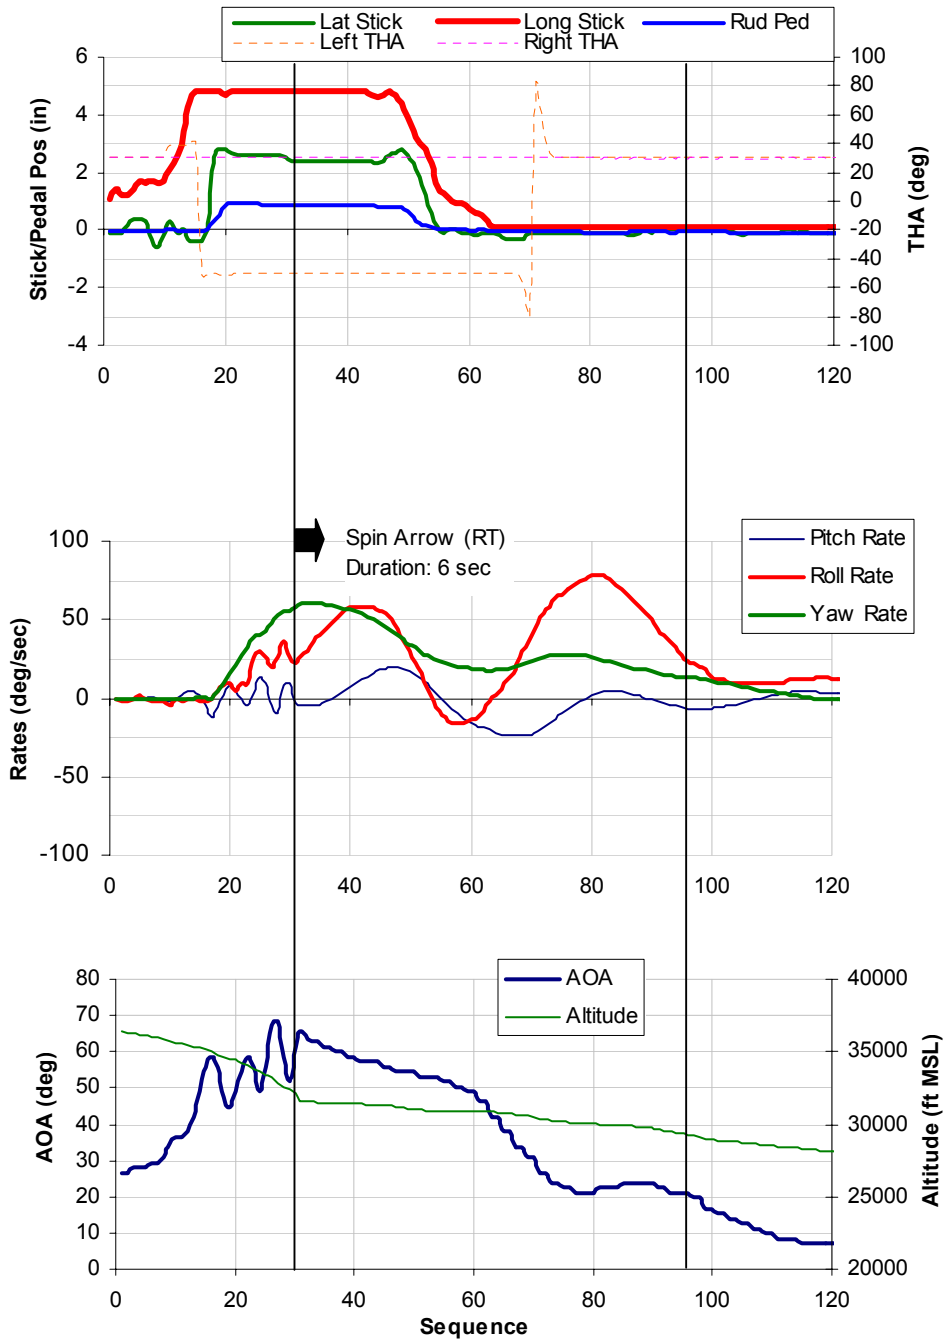 Lat Stick Long Stick Rud Ped
Left THA Right THA
6 100
80
4 60
40
2 20
0
0 -20
-40
-2 -60
-80
-4 -100
Stick/Pedal Pos (in)
THA (deg)
0 20 40 60 80 100 120
Spin Arrow (RT)
Duration: 6 sec
Pitch Rate
Roll Rate
Yaw Rate
100
50
0
-50
-100
Rates (deg/sec)
0 20 40 60 80 100 120
AOA
Altitude
80 40000
70
60 35000
50
40 30000
30
20 25000
10
0 20000
AOA (deg)
Altitude (ft MSL)
0 20 40 60 80 100 120
Sequence